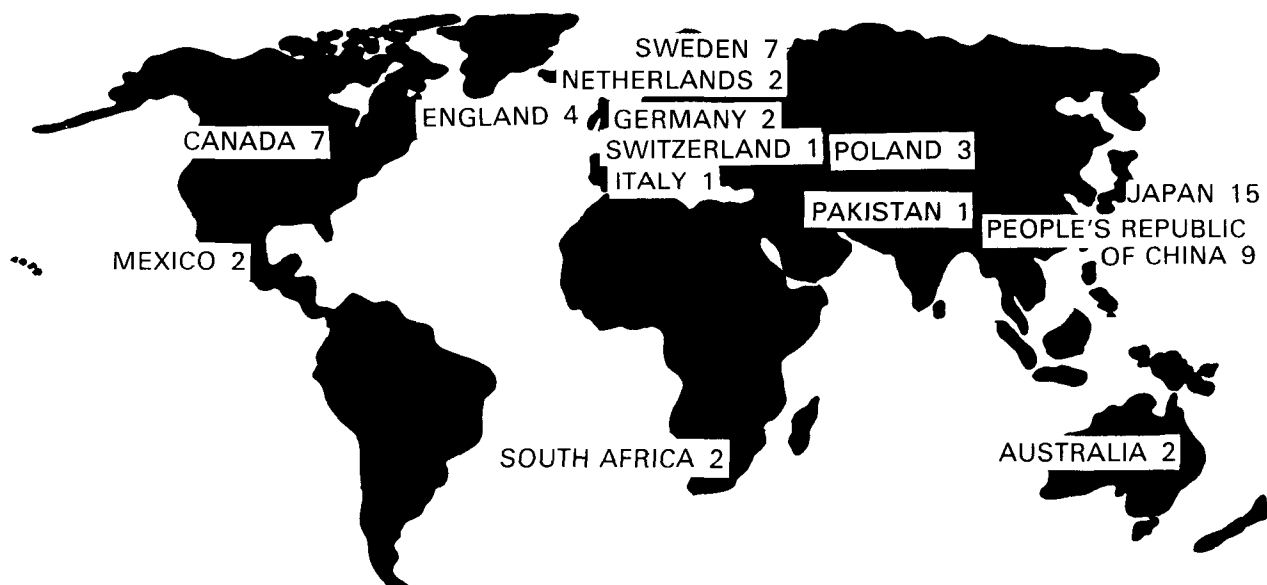 SWEDEN 7
NETHERLANDS 2
ENGLAND 4
GERMANY 2
CANADA 7
SWITZERLAND 1
POLAND 3
ITALY 1
JAPAN 15
PAKISTAN 1
PEOPLE'S REPUBLIC
OF CHINA 9
MEXICO 2
SOUTH AFRICA 2
AUSTRALIA 2